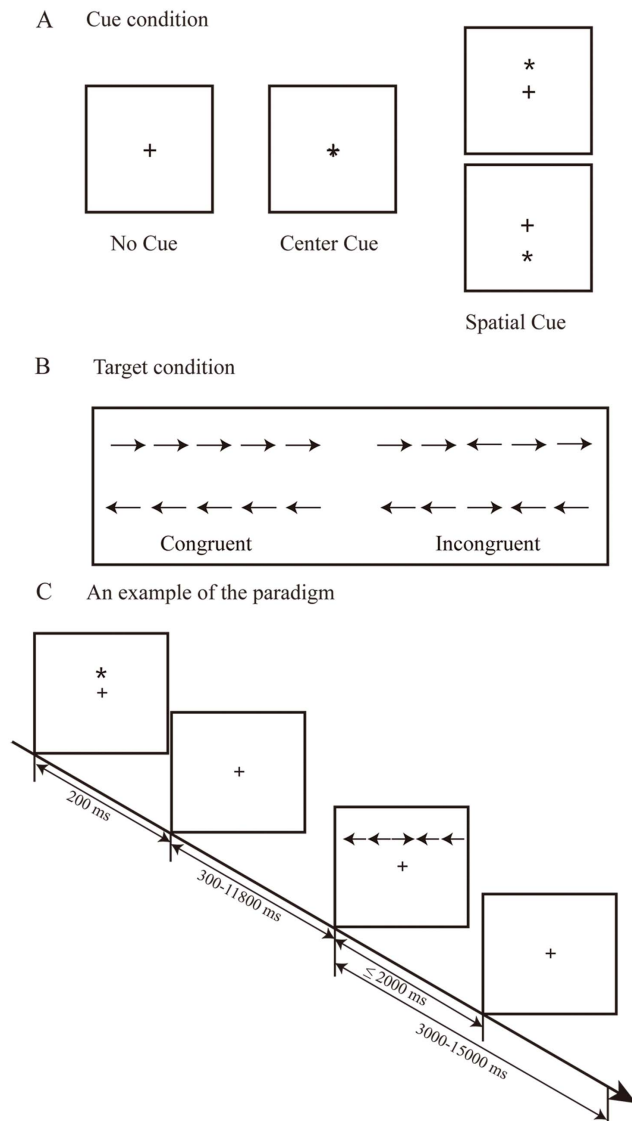 A Cue condition
No Cue
Center Cue
Spatial Cue
B Target condition
Congruent
Incongruent
C An example of the paradigm
200 ms
300-11800 ms
≤ 2000 ms
3000-15000 ms